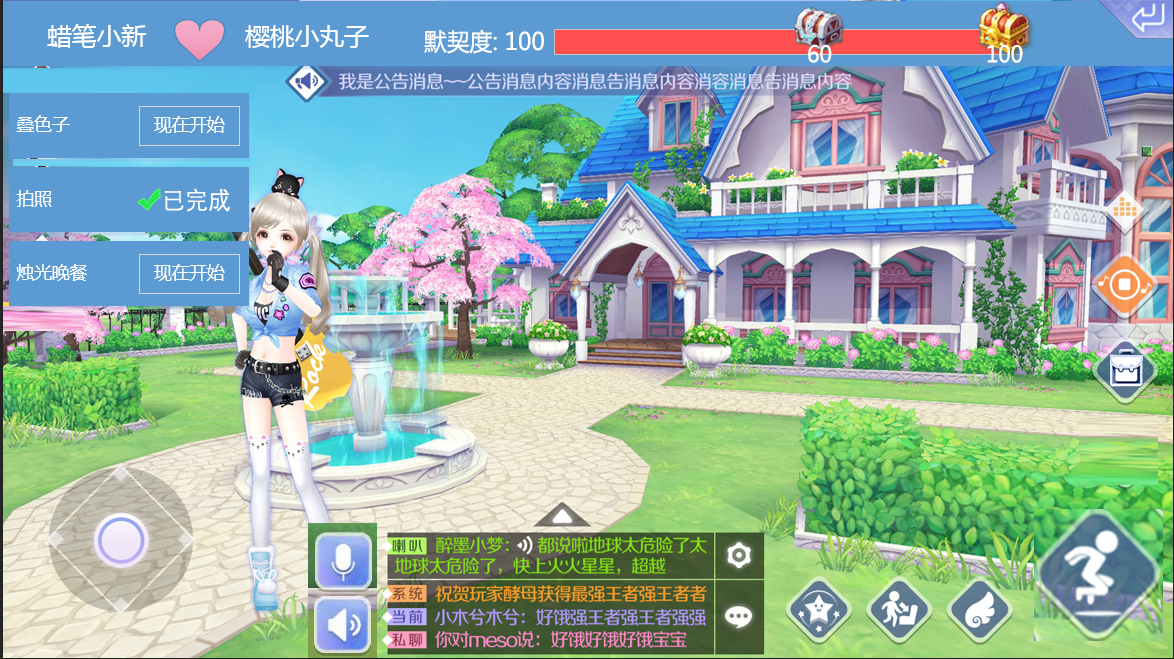 蜡笔小新
樱桃小丸子
默契度: 100
60
100
我是公告消息~~公告消息内容消息告消息内容消容消息告消息内容
叠色子 现在开始
拍照 已完成
烛光晚餐 现在开始
Rock
喇叭 醉墨小梦： 都说啦地球太危险了太
地球太危险了，快上火火星星，超越
系统 祝贺玩家酵母获得最强王者强王者者
当前 小木兮木兮：好饿强王者强王者强强
私聊 你对meso说：好饿好饿好饿宝宝